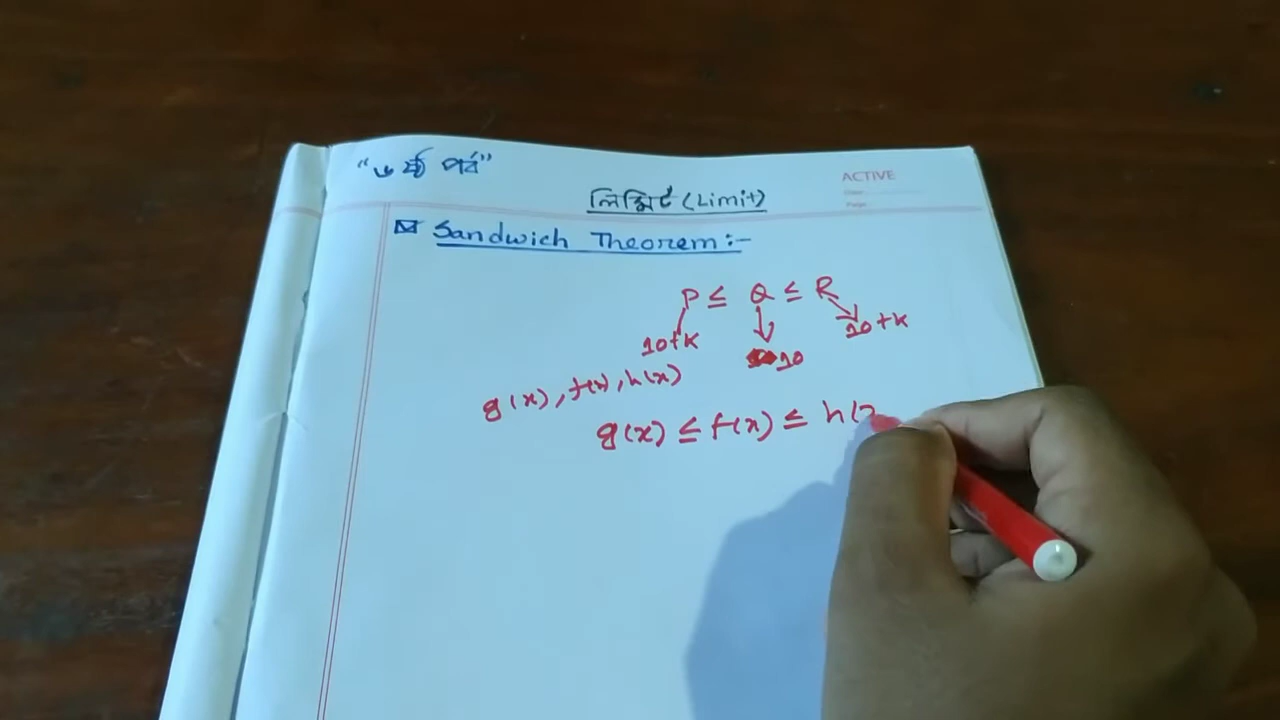 “৬ষ্ঠ পর্ব”
ACTIVE
লিমিট (Limit)
Sandwich Theorem:-
P ≤ Q ≤ R
10+K 10 10+K
g(x), f(x), h(x)
g(x) ≤ f(x) ≤ h(x